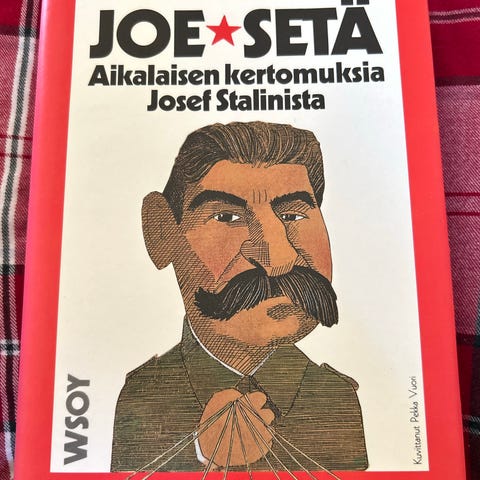 JOE★SETÄ
Aikalaisen kertomuksia
Josef Stalinista
WSOY
Kuvittanut Pekka Vuori